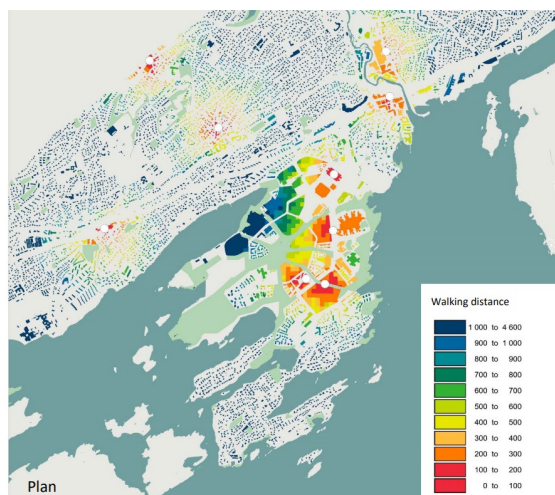 Walking distance
1 000 to 4 600
900 to 1 000
800 to 900
700 to 800
600 to 700
500 to 600
400 to 500
300 to 400
200 to 300
100 to 200
0 to 100
Plan